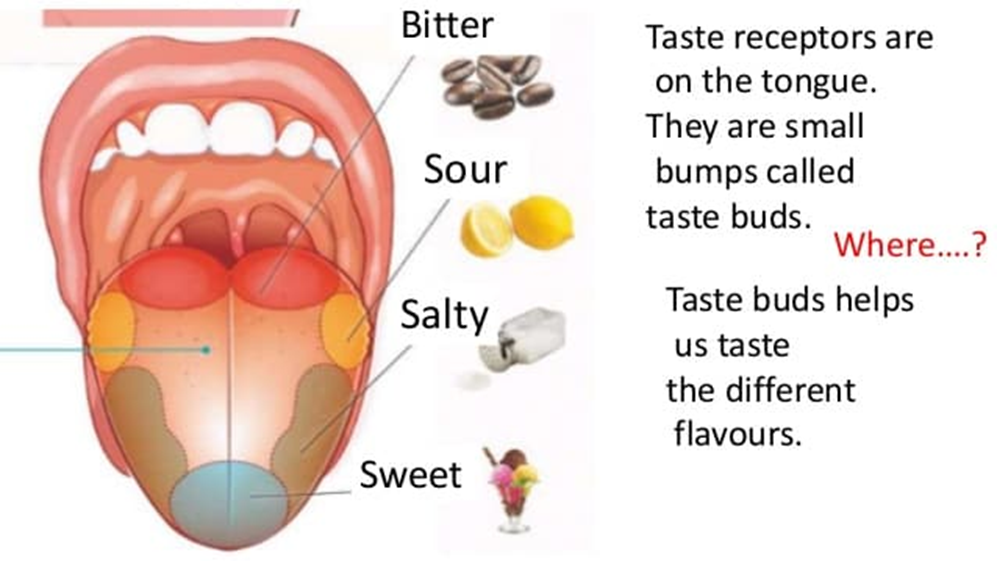 Bitter
Sour
Salty
Sweet
Taste receptors are
on the tongue.
They are small
bumps called
taste buds.
Where....?
Taste buds helps
us taste
the different
flavours.